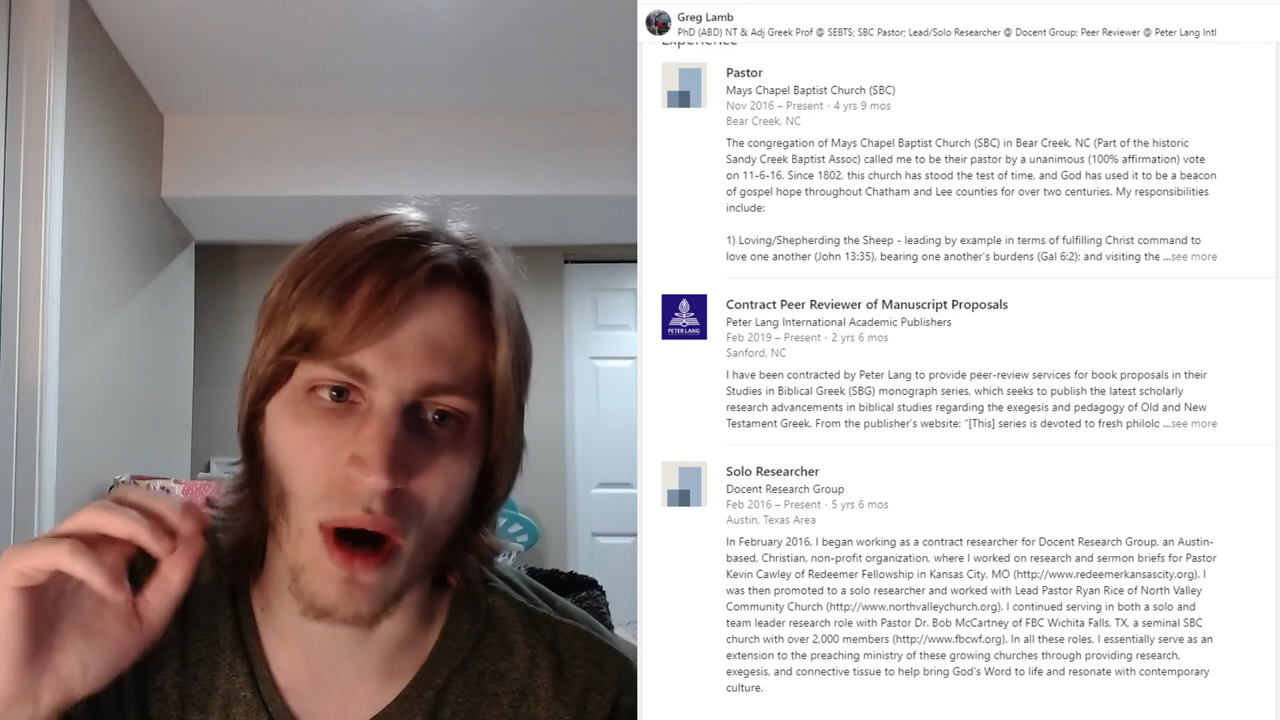 Greg Lamb
PhD (ABD) NT & Adj Greek Prof @ SEBTS; SBC Pastor; Lead/Solo Researcher @ Docent Group; Peer Reviewer @ Peter Lang Intl
Experience
Pastor
Mays Chapel Baptist Church (SBC)
Nov 2016 – Present · 4 yrs 9 mos
Bear Creek, NC
The congregation of Mays Chapel Baptist Church (SBC) in Bear Creek, NC (Part of the historic
Sandy Creek Baptist Assoc) called me to be their pastor by a unanimous (100% affirmation) vote
on 11-6-16. Since 1802, this church has stood the test of time, and God has used it to be a beacon
of gospel hope throughout Chatham and Lee counties for over two centuries. My responsibilities
include:
1) Loving/Shepherding the Sheep - leading by example in terms of fulfilling Christ command to
love one another (John 13:35), bearing one another's burdens (Gal 6:2); and visiting the ...see more
PETER LANG
Contract Peer Reviewer of Manuscript Proposals
Peter Lang International Academic Publishers
Feb 2019 – Present · 2 yrs 6 mos
Sanford, NC
I have been contracted by Peter Lang to provide peer-review services for book proposals in their
Studies in Biblical Greek (SBG) monograph series, which seeks to publish the latest scholarly
research advancements in biblical studies regarding the exegesis and pedagogy of Old and New
Testament Greek. From the publisher's website: "[This] series is devoted to fresh philolo ...see more
Solo Researcher
Docent Research Group
Feb 2016 – Present · 5 yrs 6 mos
Austin, Texas Area
In February 2016, I began working as a contract researcher for Docent Research Group, an Austin-
based, Christian, non-profit organization, where I worked on research and sermon briefs for Pastor
Kevin Cawley of Redeemer Fellowship in Kansas City, MO (http://www.redeemerkansascity.org). I
was then promoted to a solo researcher and worked with Lead Pastor Ryan Rice of North Valley
Community Church (http://www.northvalleychurch.org). I continued serving in both a solo and
team leader research role with Pastor Dr. Bob McCartney of FBC Wichita Falls, TX, a seminal SBC
church with over 2,000 members (http://www.fbcwf.org). In all these roles, I essentially serve as an
extension to the preaching ministry of these growing churches through providing research,
exegesis, and connective tissue to help bring God's Word to life and resonate with contemporary
culture.